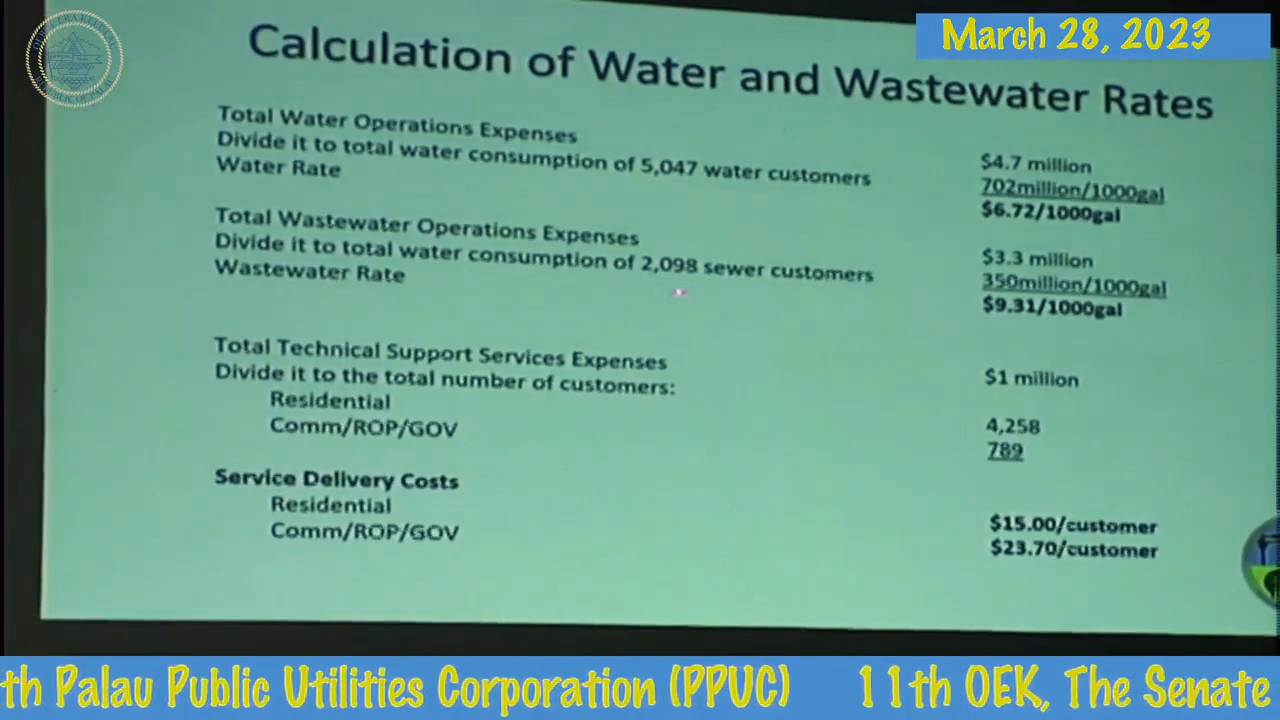 March 28, 2023
Calculation of Water and Wastewater Rates
Total Water Operations Expenses $4.7 million
Divide it to total water consumption of 5,047 water customers 702million/1000gal
Water Rate $6.72/1000gal
Total Wastewater Operations Expenses $3.3 million
Divide it to total water consumption of 2,098 sewer customers 350million/1000gal
Wastewater Rate $9.31/1000gal
Total Technical Support Services Expenses $1 million
Divide it to the total number of customers:
Residential 4,258
Comm/ROP/GOV 789
Service Delivery Costs
Residential $15.00/customer
Comm/ROP/GOV $23.70/customer
th Palau Public Utilities Corporation (PPUC) 11th OEK, The Senate